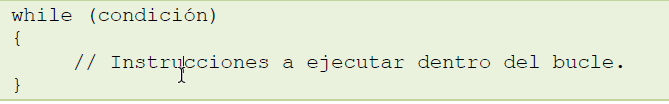 while (condición)
{
// Instrucciones a ejecutar dentro del bucle.
}